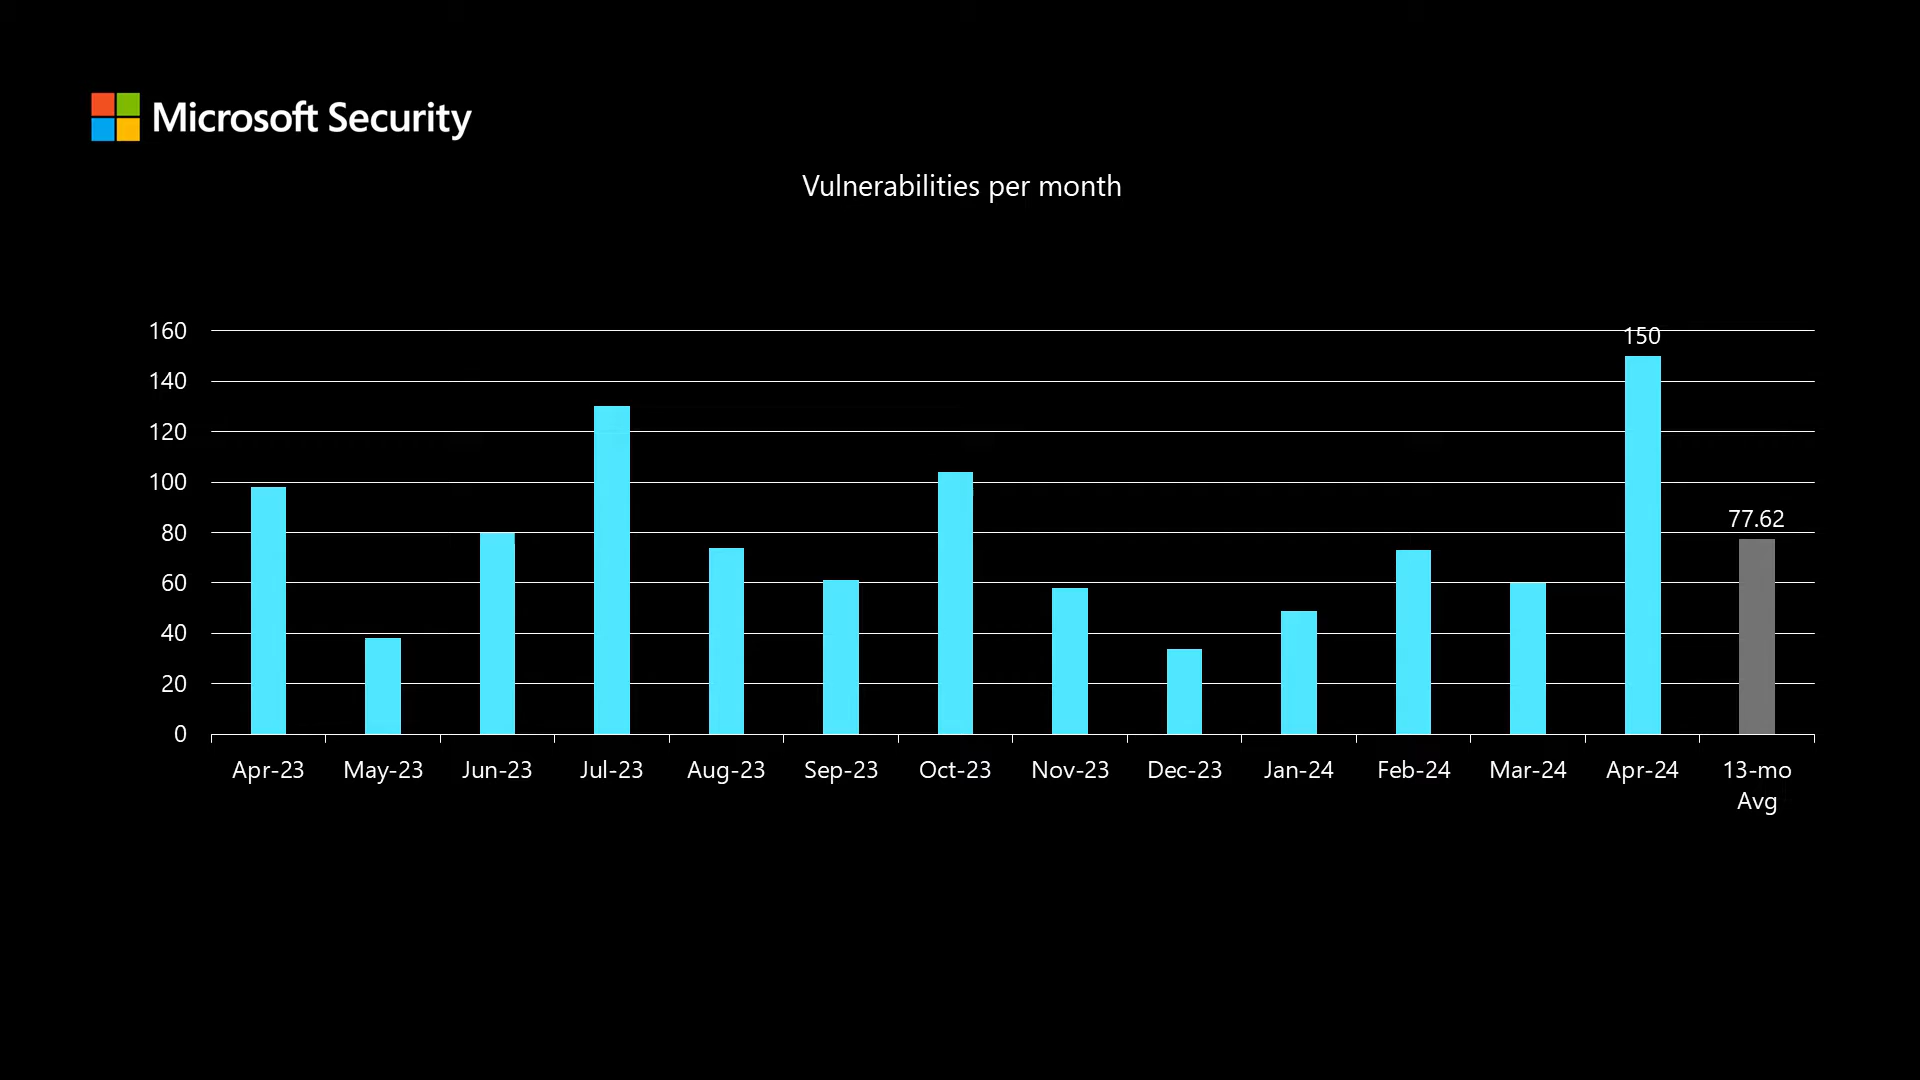 Microsoft Security
Vulnerabilities per month
160
140
120
100
80
60
40
20
0
150
77.62
Apr-23
May-23
Jun-23
Jul-23
Aug-23
Sep-23
Oct-23
Nov-23
Dec-23
Jan-24
Feb-24
Mar-24
Apr-24
13-mo
Avg